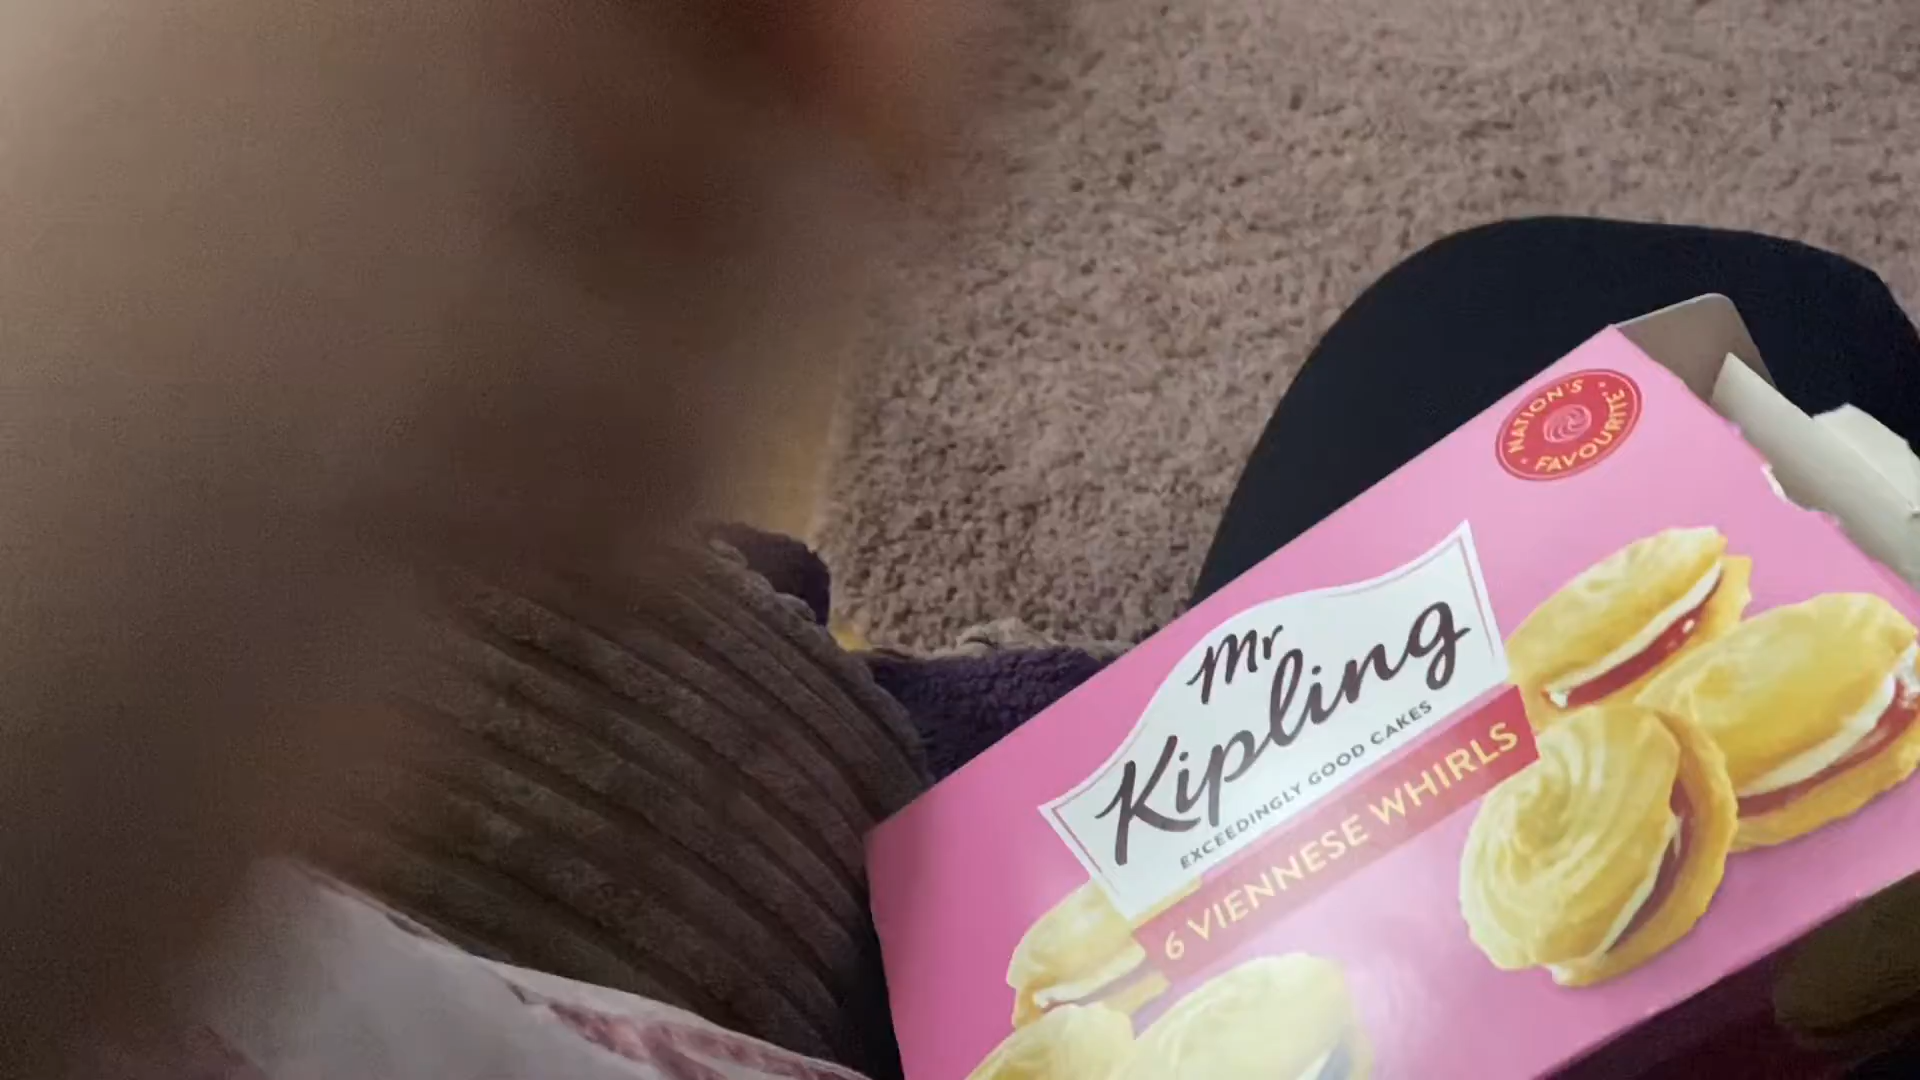 NATION'S
FAVOURITE
Mr
Kipling
EXCEEDINGLY GOOD CAKES
6 VIENNESE WHIRLS